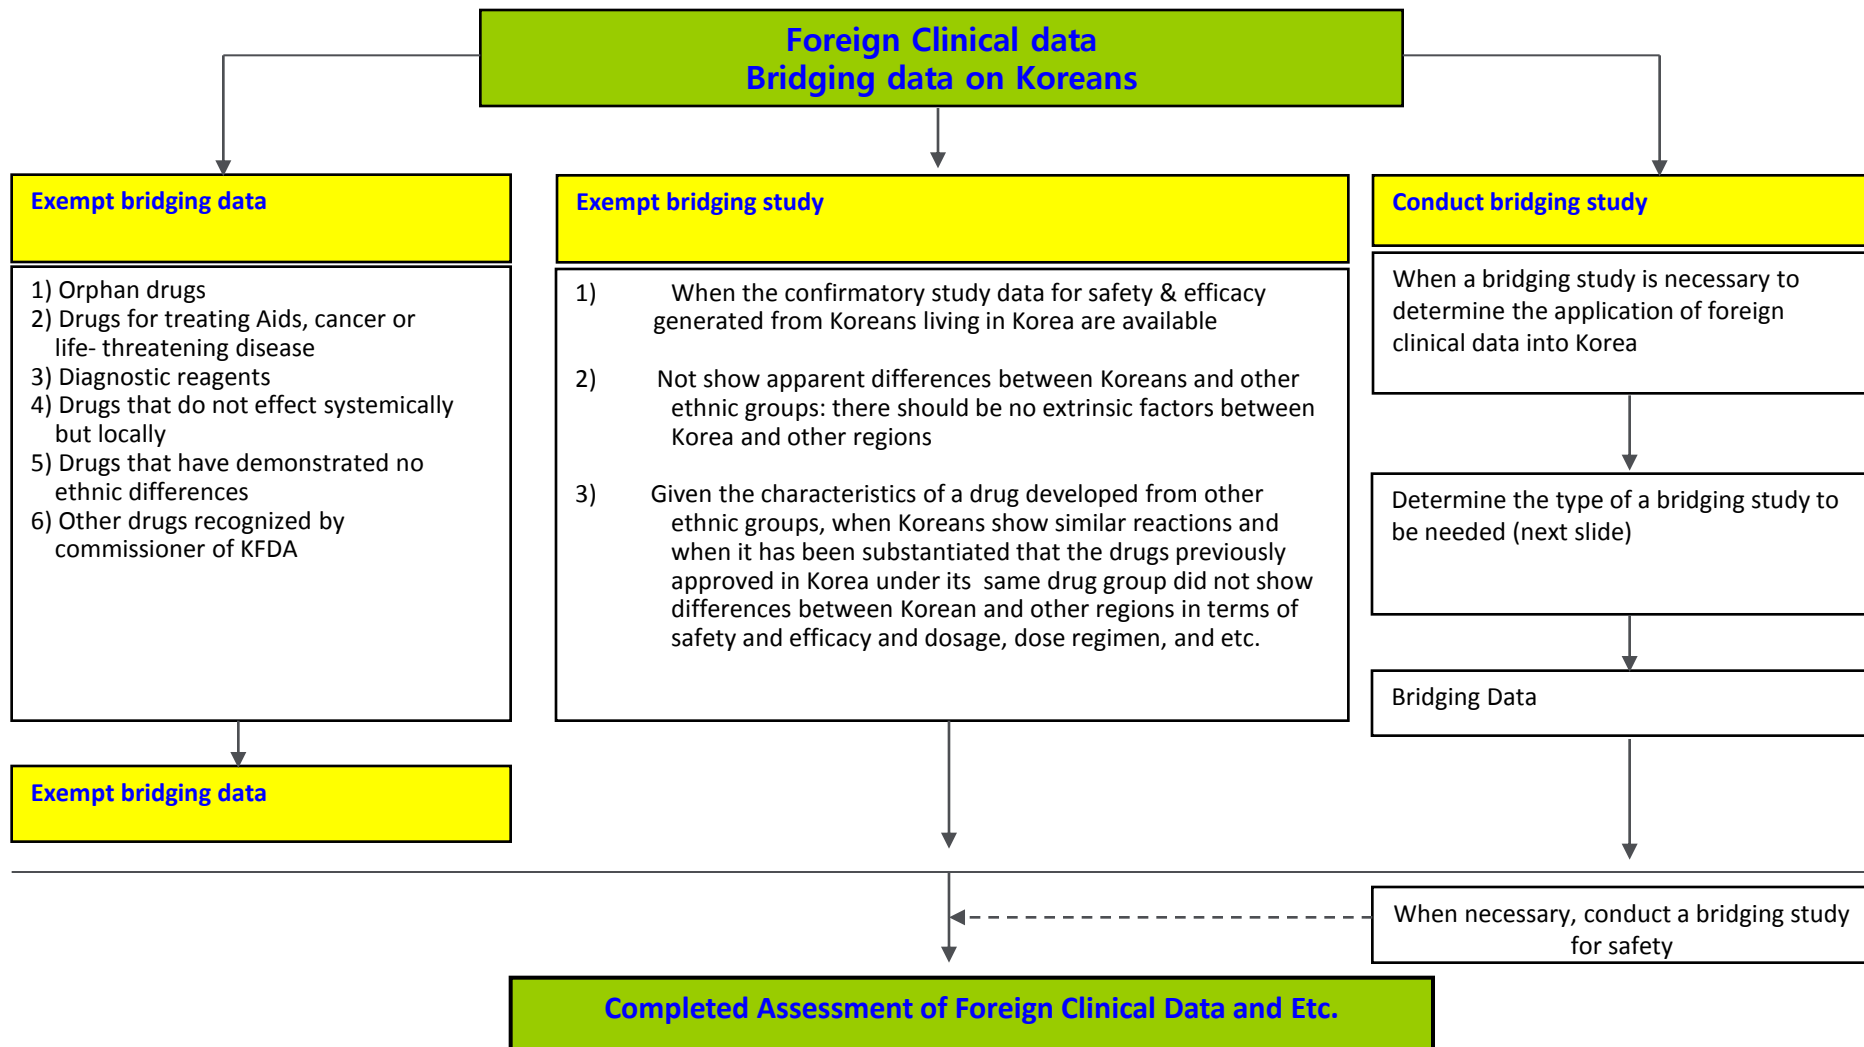 Foreign Clinical data
Bridging data on Koreans
Exempt bridging data
1) Orphan drugs
2) Drugs for treating Aids, cancer or
life- threatening disease
3) Diagnostic reagents
4) Drugs that do not effect systemically
but locally
5) Drugs that have demonstrated no
ethnic differences
6) Other drugs recognized by
commissioner of KFDA
Exempt bridging data
Exempt bridging study
1) When the confirmatory study data for safety & efficacy
generated from Koreans living in Korea are available
2) Not show apparent differences between Koreans and other
ethnic groups: there should be no extrinsic factors between
Korea and other regions
3) Given the characteristics of a drug developed from other
ethnic groups, when Koreans show similar reactions and
when it has been substantiated that the drugs previously
approved in Korea under its same drug group did not show
differences between Korean and other regions in terms of
safety and efficacy and dosage, dose regimen, and etc.
Conduct bridging study
When a bridging study is necessary to
determine the application of foreign
clinical data into Korea
Determine the type of a bridging study to
be needed (next slide)
Bridging Data
When necessary, conduct a bridging study
for safety
Completed Assessment of Foreign Clinical Data and Etc.